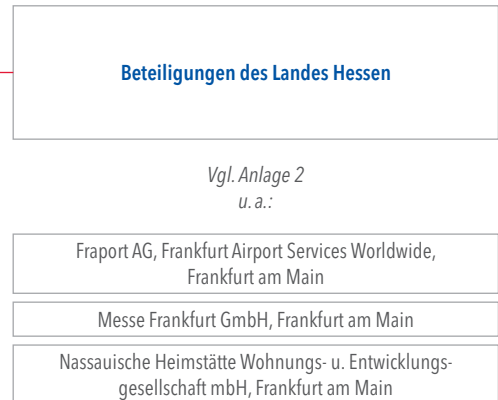 Beteiligungen des Landes Hessen
Vgl. Anlage 2
u. a.:
Fraport AG, Frankfurt Airport Services Worldwide,
Frankfurt am Main
Messe Frankfurt GmbH, Frankfurt am Main
Nassauische Heimstätte Wohnungs- u. Entwicklungs-
gesellschaft mbH, Frankfurt am Main